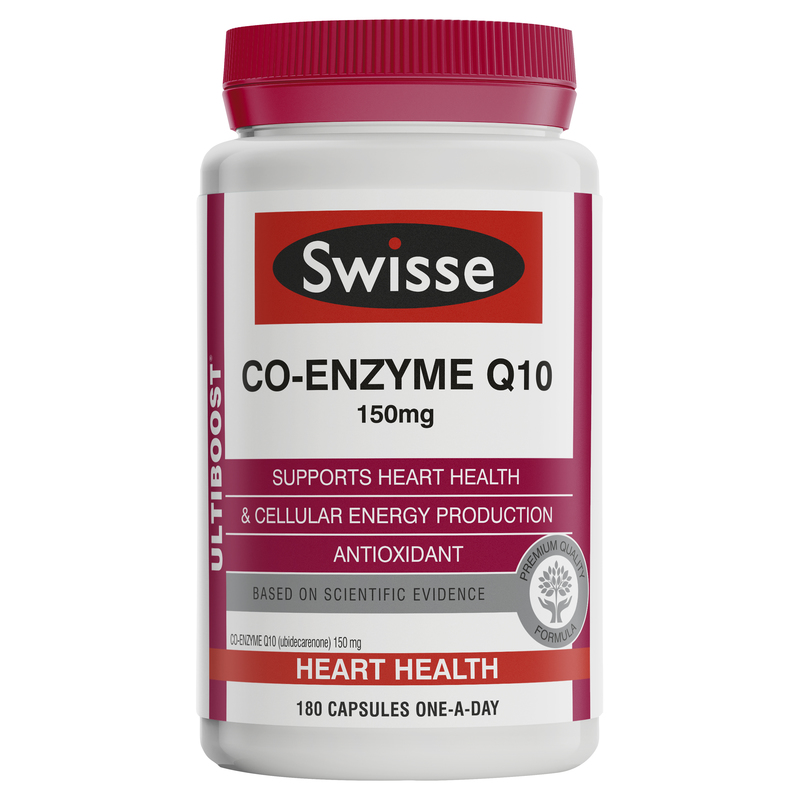 Swisse
ULTIBOOST®
CO-ENZYME Q10
150mg
SUPPORTS HEART HEALTH
& CELLULAR ENERGY PRODUCTION
ANTIOXIDANT
BASED ON SCIENTIFIC EVIDENCE
PREMIUM QUALITY
FORMULA
CO-ENZYME Q10 (ubidecarenone) 150 mg
HEART HEALTH
180 CAPSULES ONE-A-DAY